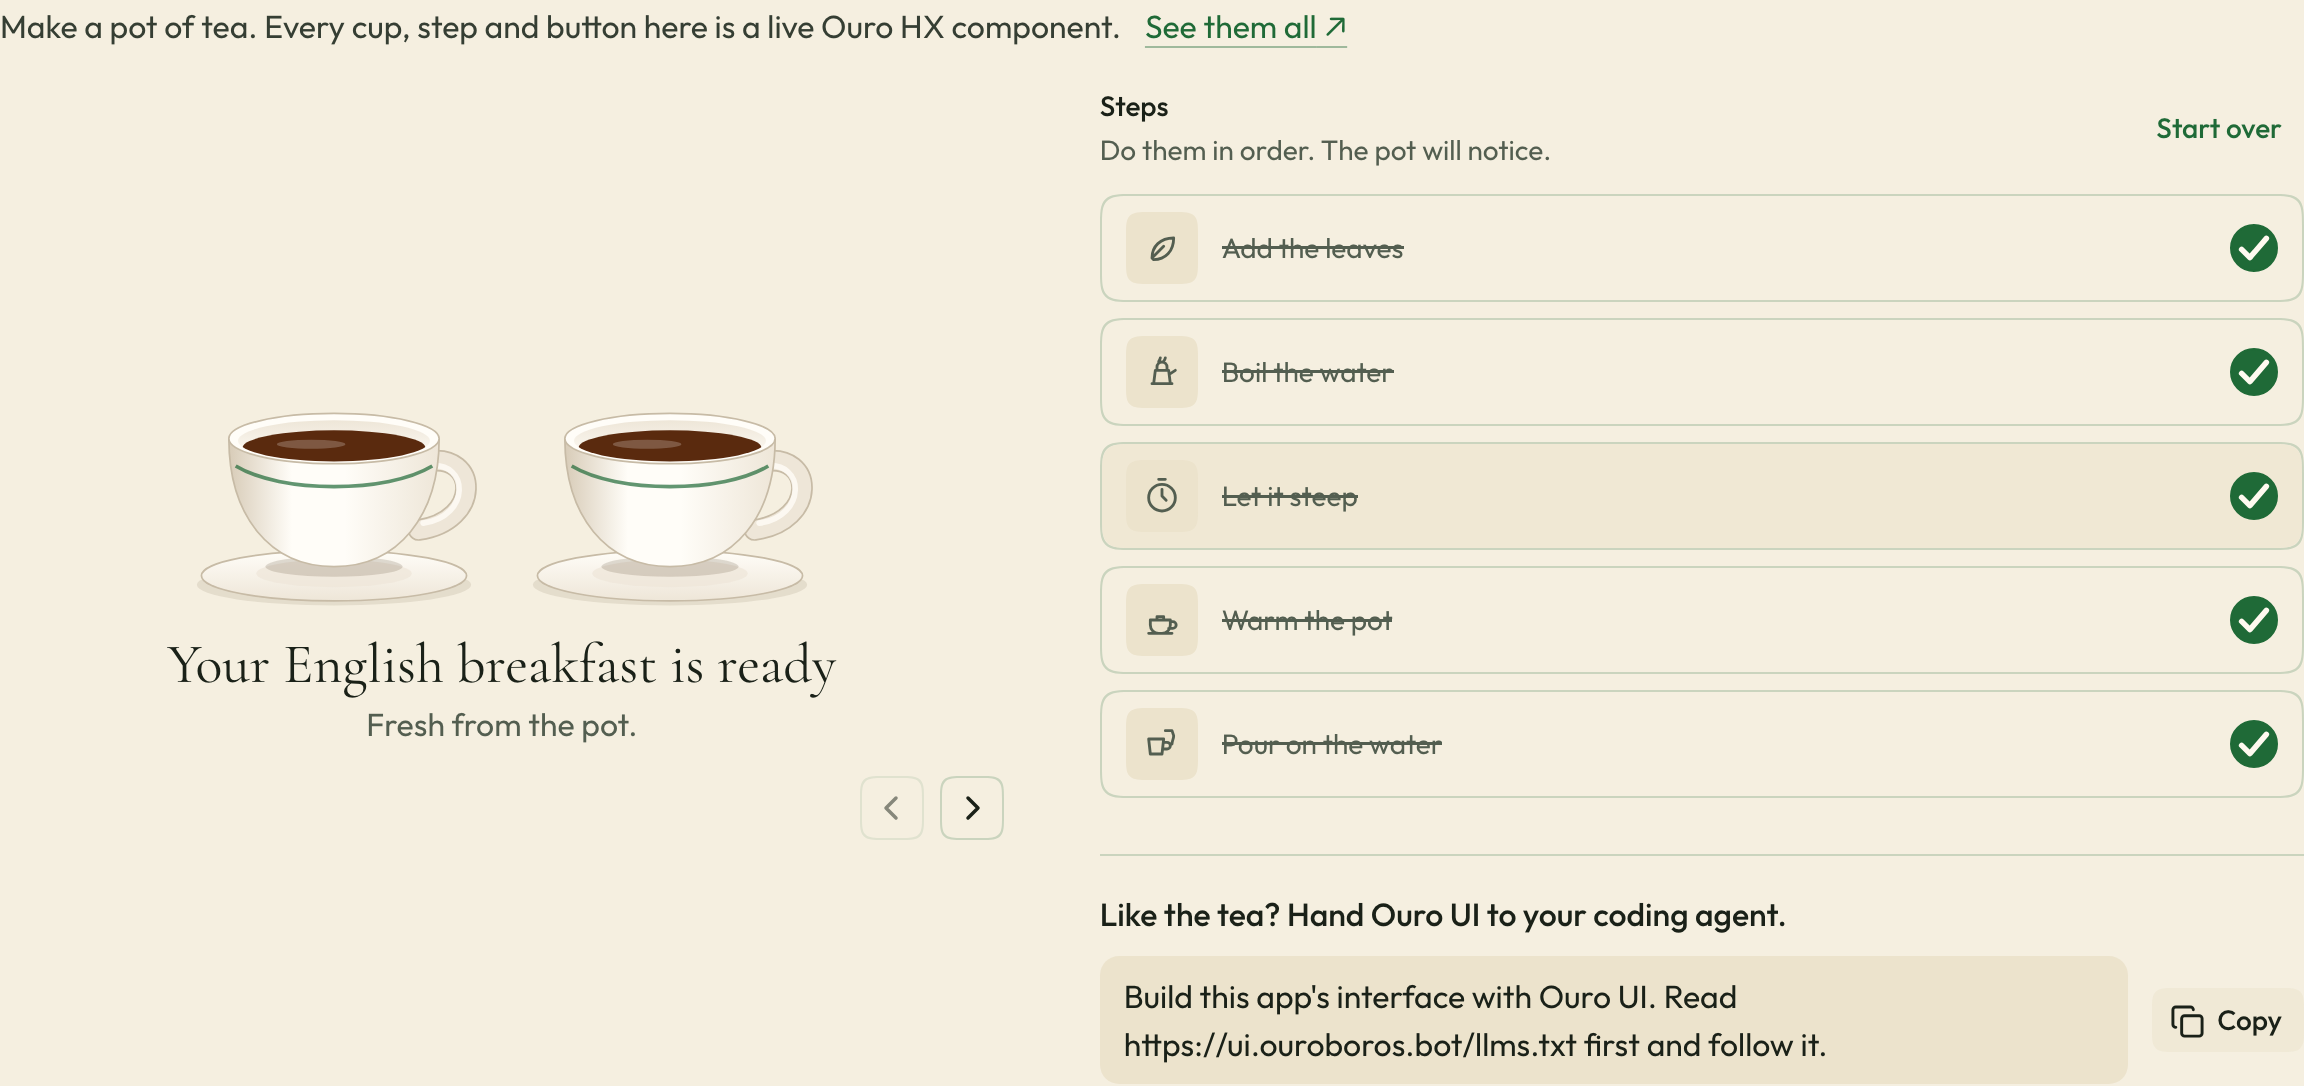 Make a pot of tea. Every cup, step and button here is a live Ouro HX component. See them all ↗
Steps
Do them in order. The pot will notice.
Start over
Add the leaves
Boil the water
Let it steep
Warm the pot
Pour on the water
Your English breakfast is ready
Fresh from the pot.
Like the tea? Hand Ouro UI to your coding agent.
Build this app's interface with Ouro UI. Read
https://ui.ouroboros.bot/llms.txt first and follow it.
Copy